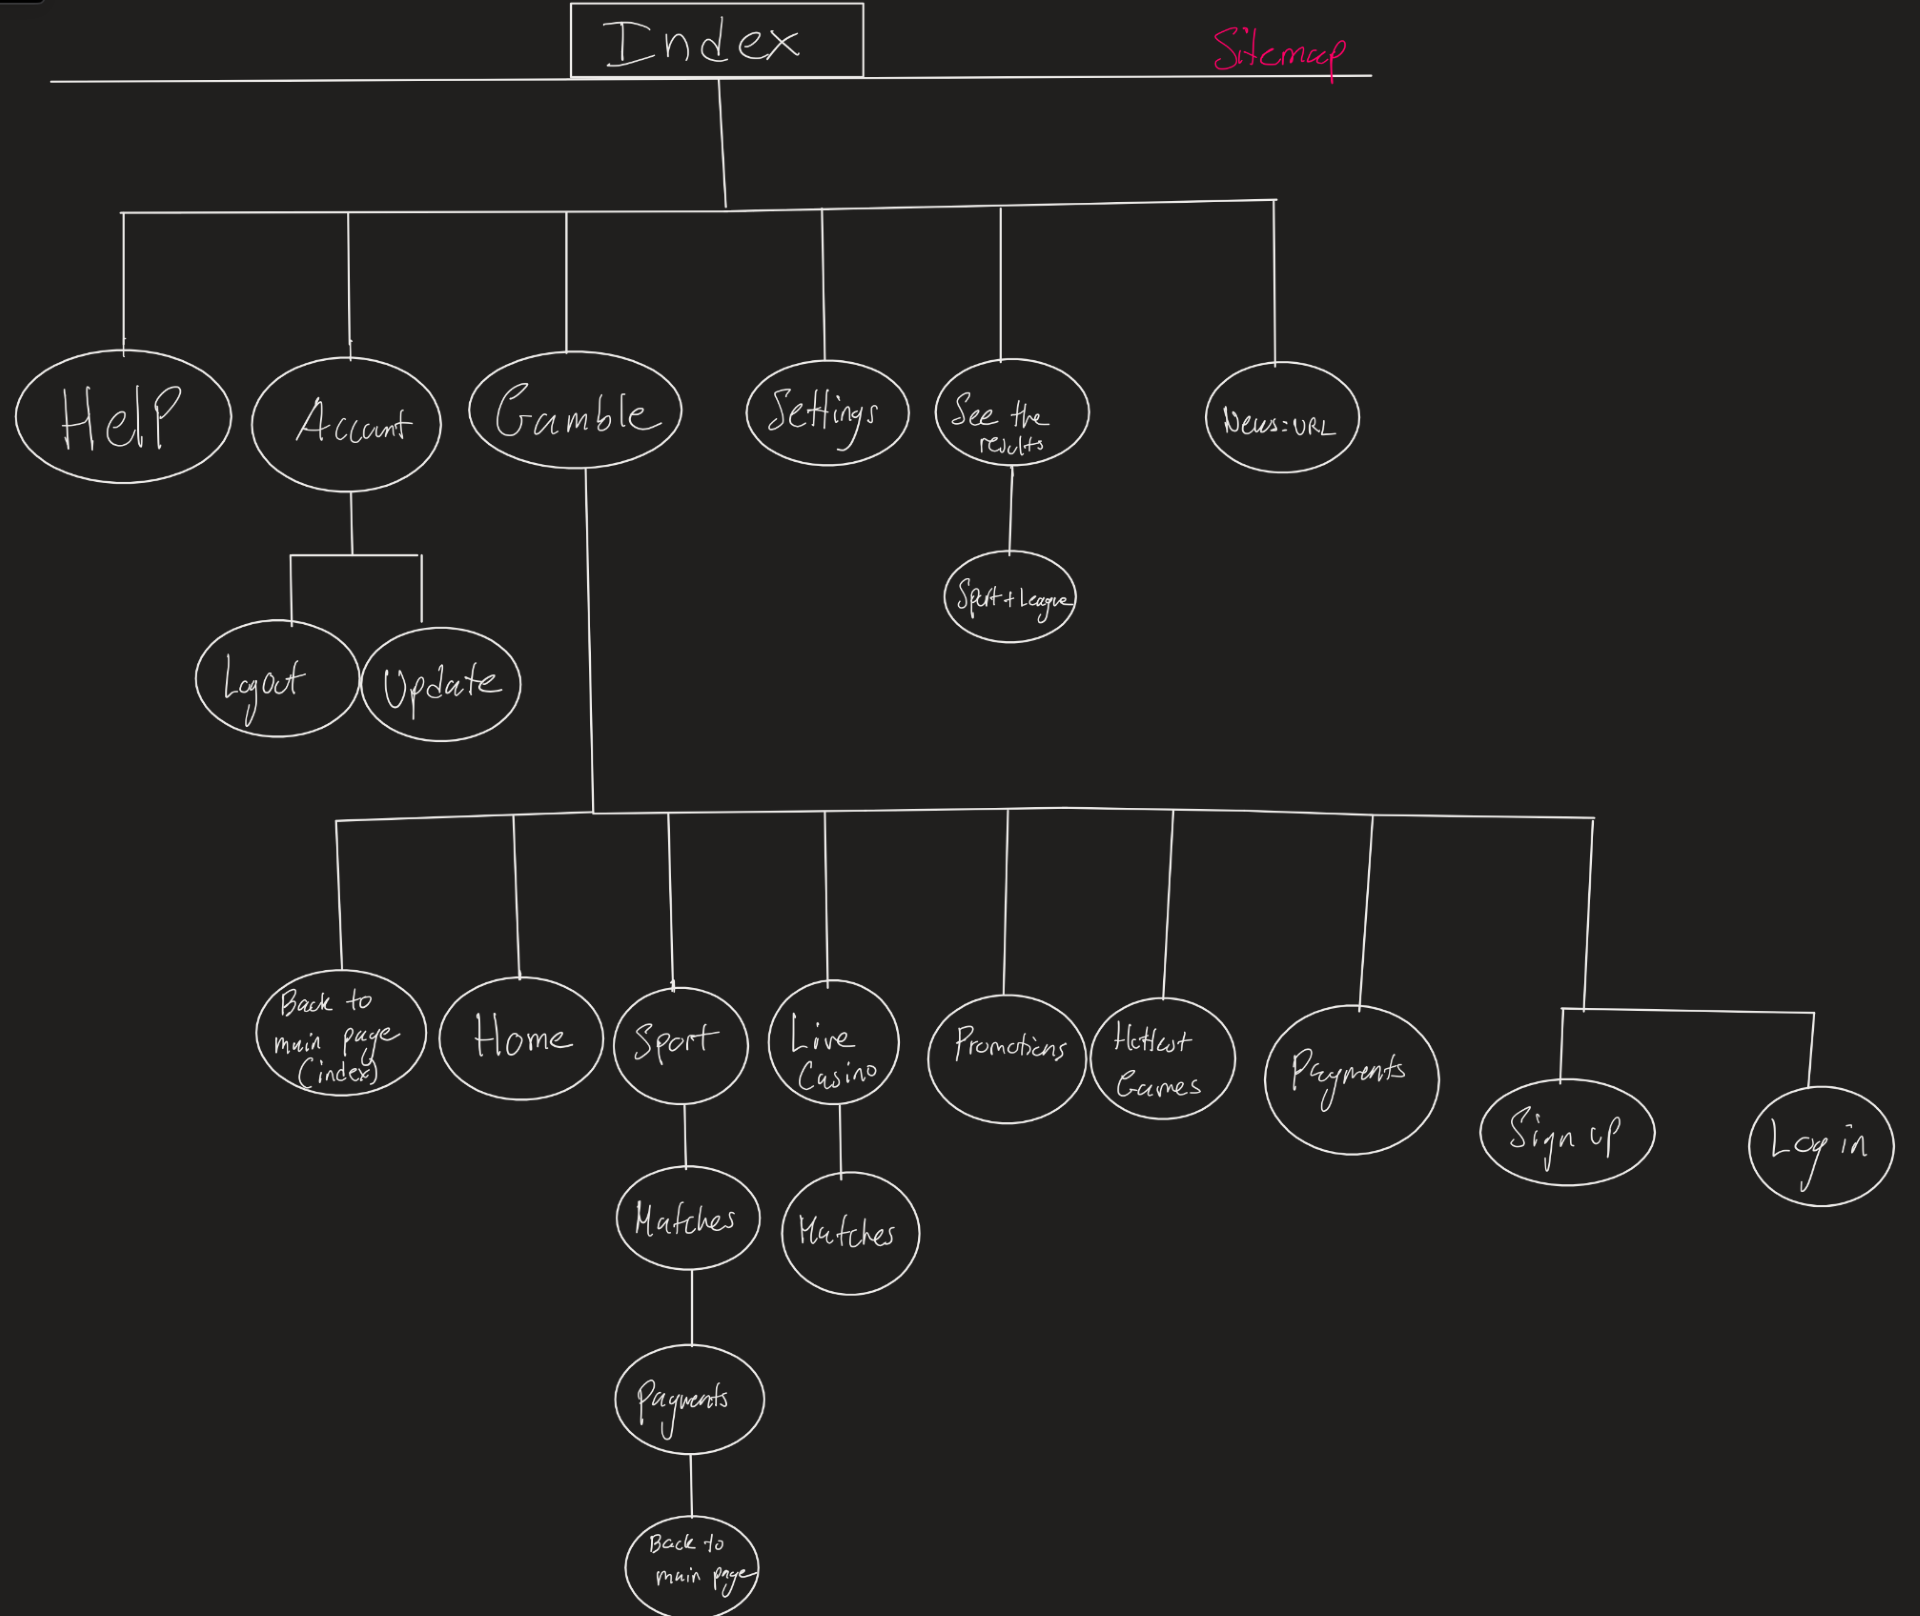 Index
Sitemap
Help
Account
Gamble
Settings
See the
results
News:URL
Sport+League
Logout
Update
Back to
main page
(index)
Home
Sport
Live
Casino
Promotions
Hottest
Games
Payments
Sign up
Log in
Matches
Matches
Payments
Back to
main page